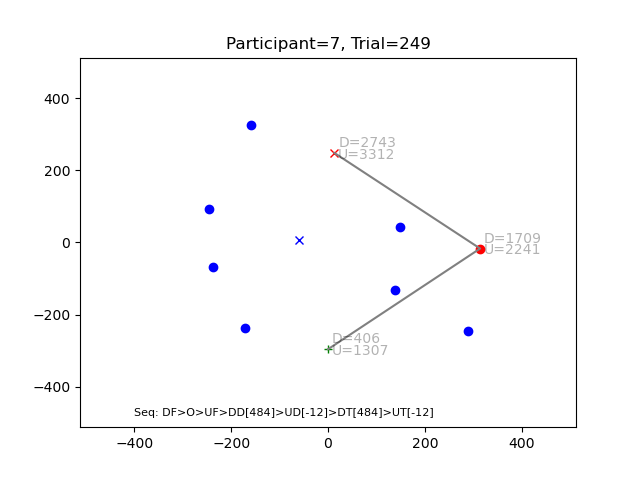 Participant=7, Trial=249
400
200
0
−200
−400
D=2743
U=3312
D=1709
U=2241
D=406
U=1307
Seq: DF>O>UF>DD[484]>UD[-12]>DT[484]>UT[-12]
−400
−200
0
200
400